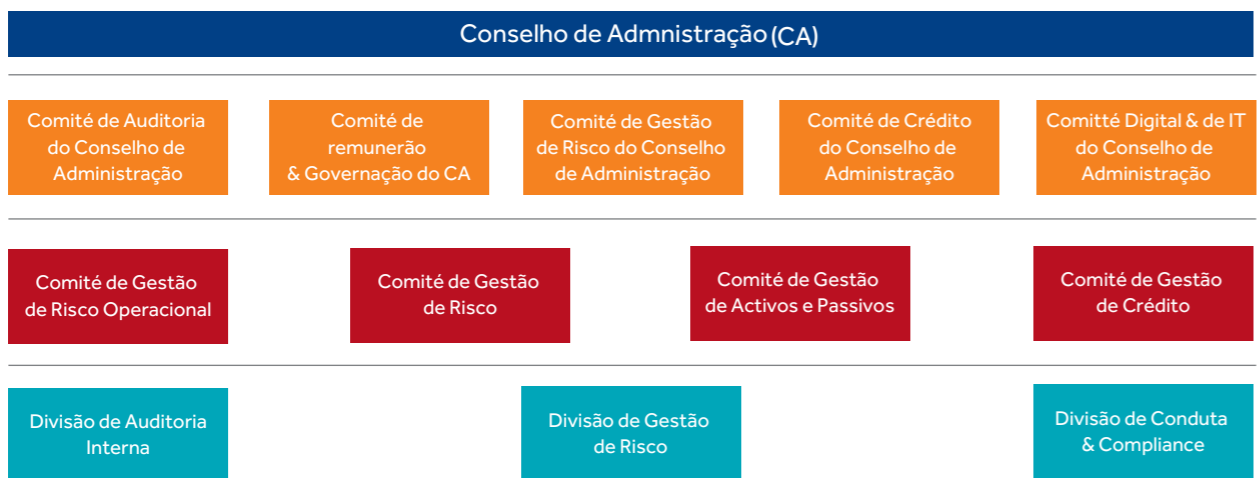 Conselho de Admnistração (CA)
Comité de Auditoria
do Conselho de
Administração
Comité de
remunerão
& Governação do CA
Comité de Gestão
de Risco do Conselho
de Administração
Comité de Crédito
do Conselho de
Administração
Comitté Digital & de IT
do Conselho de
Administração
Comité de Gestão
de Risco Operacional
Comité de Gestão
de Risco
Comité de Gestão
de Activos e Passivos
Comité de Gestão
de Crédito
Divisão de Auditoria
Interna
Divisão de Gestão
de Risco
Divisão de Conduta
& Compliance